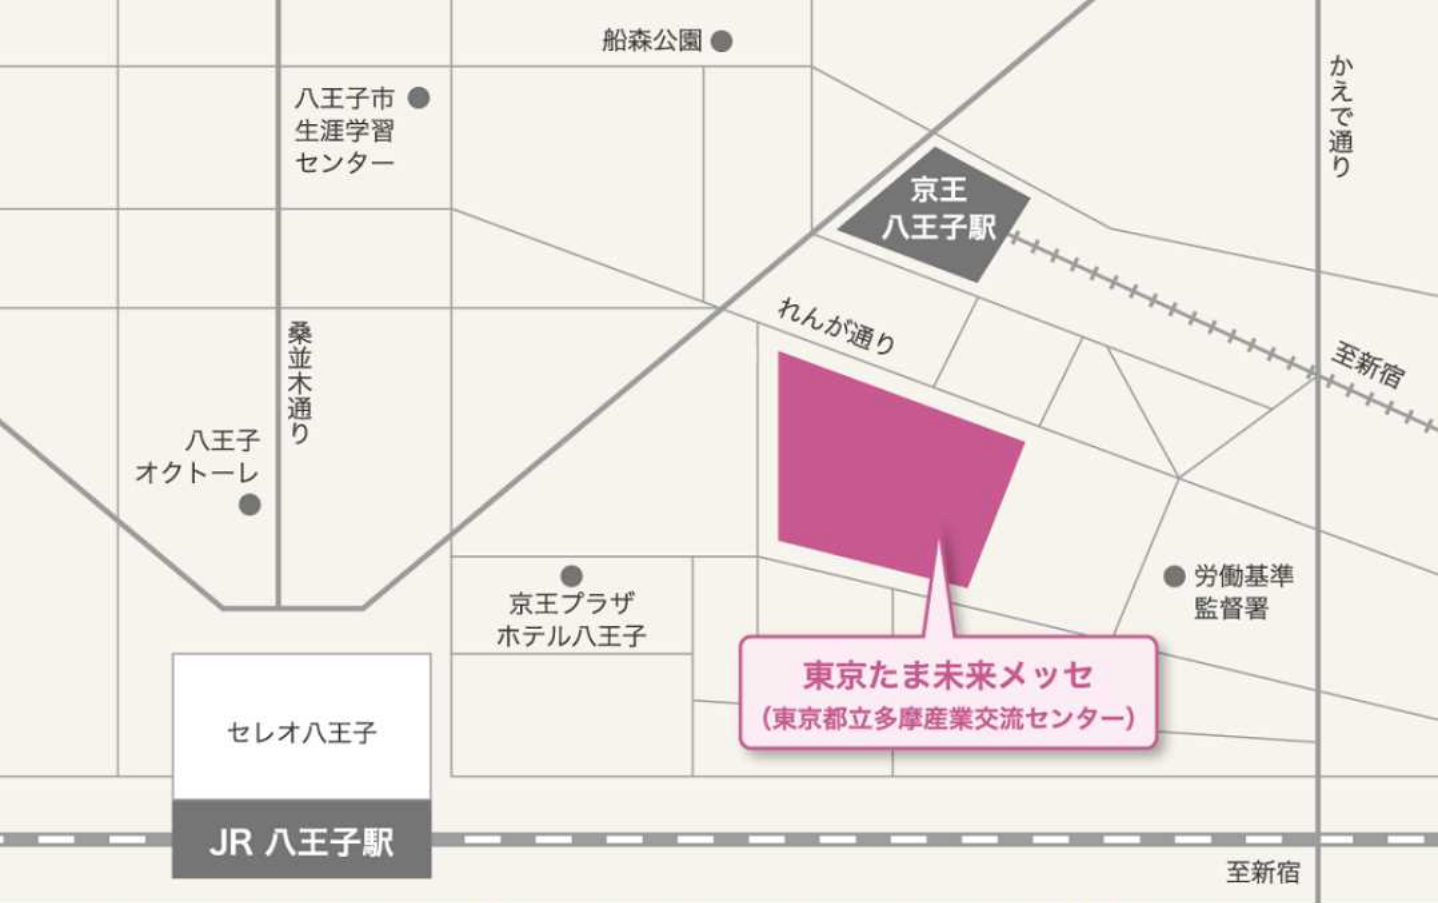 船森公園
八王子市
生涯学習
センター
かえで通り
京王
八王子駅
れんが通り
至新宿
桑並木通り
八王子
オクトーレ
京王プラザ
ホテル八王子
労働基準
監督署
東京たま未来メッセ
（東京都立多摩産業交流センター）
セレオ八王子
JR 八王子駅
至新宿